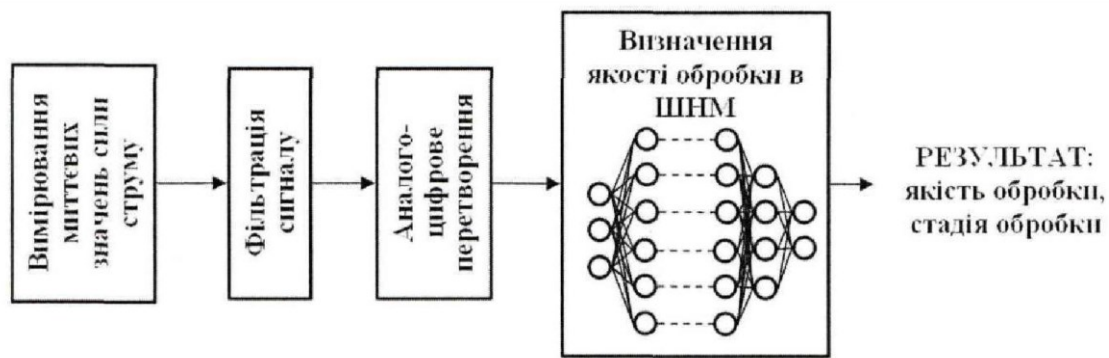 Вимірювання
миттєвих
значень сили
струму
Фільтрація
сигналу
Аналого-
цифрове
перетворення
Визначення
якості обробки в
ШНМ
РЕЗУЛЬТАТ:
якість обробки,
стадія обробки